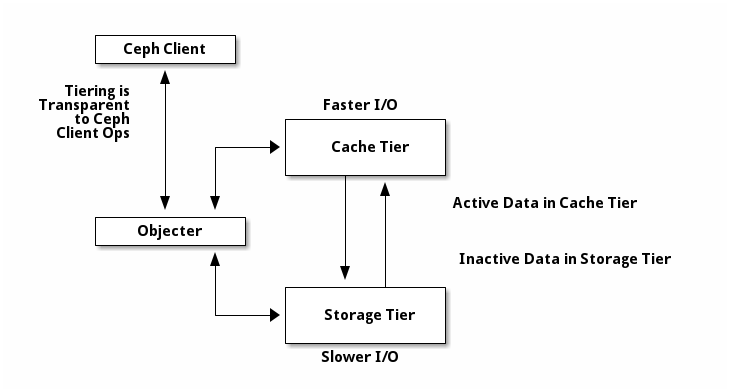 Ceph Client
Tiering is
Transparent
to Ceph
Client Ops
Faster I/O
Cache Tier
Active Data in Cache Tier
Objecter
Inactive Data in Storage Tier
Storage Tier
Slower I/O